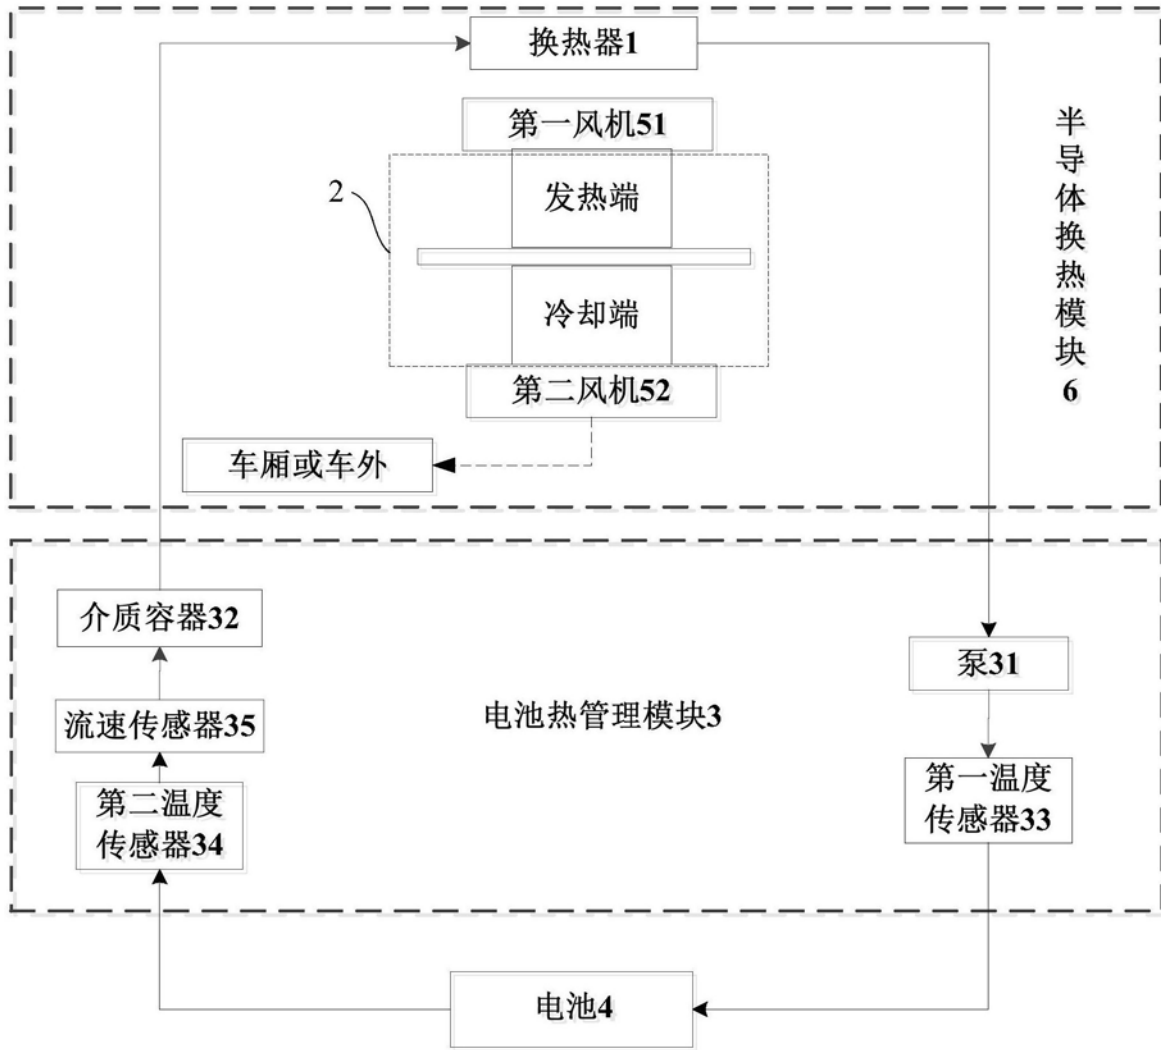 换热器1
第一风机51
发热端
2
冷却端
第二风机52
车厢或车外
半导体换热模块6
介质容器32
泵31
流速传感器35
电池热管理模块3
第一温度
传感器33
第二温度
传感器34
电池4